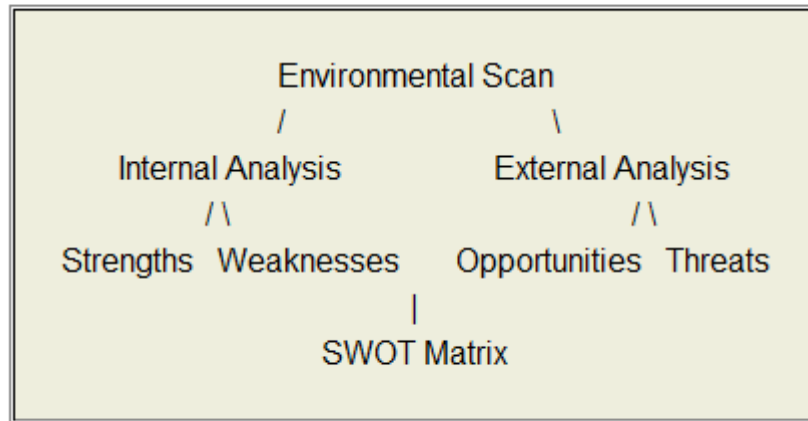 Environmental Scan
/ \
Internal Analysis External Analysis
/ \ / \
Strengths Weaknesses Opportunities Threats
|
SWOT Matrix